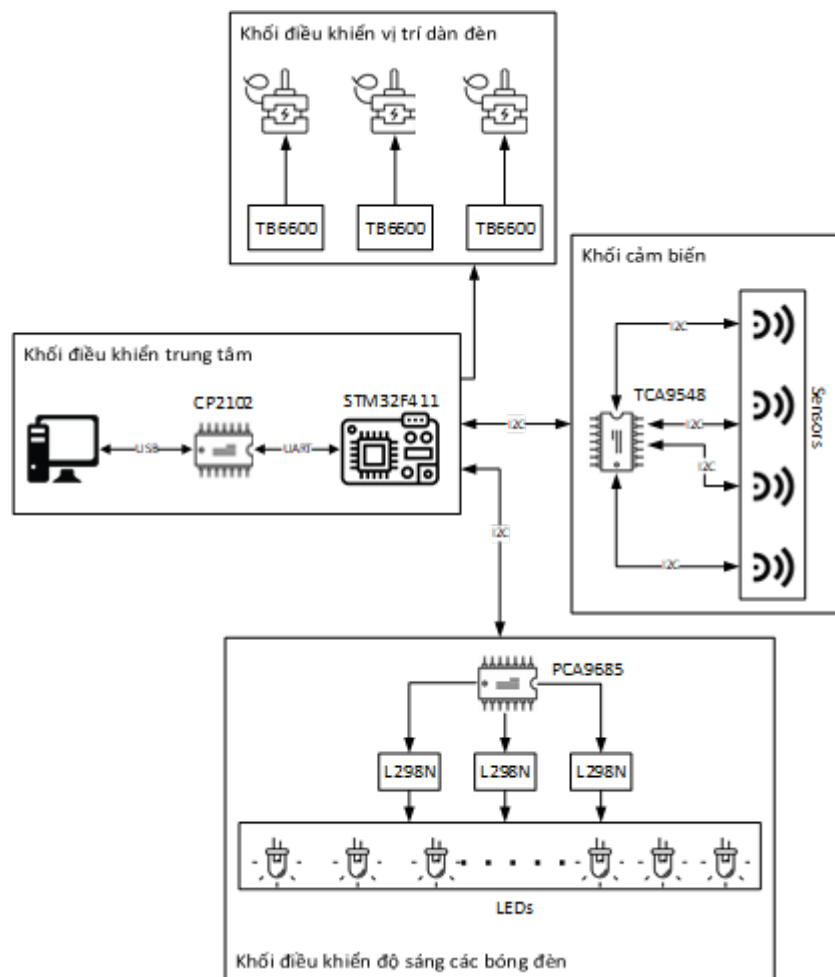 Khối điều khiển vị trí dàn đèn
TB6600
TB6600
TB6600
Khối cảm biến
I2C
TCA9548
I2C
I2C
I2C
Sensors
Khối điều khiển trung tâm
CP2102
STM32F411
USB
UART
I2C
I2C
PCA9685
L298N
L298N
L298N
LEDs
Khối điều khiển độ sáng các bóng đèn